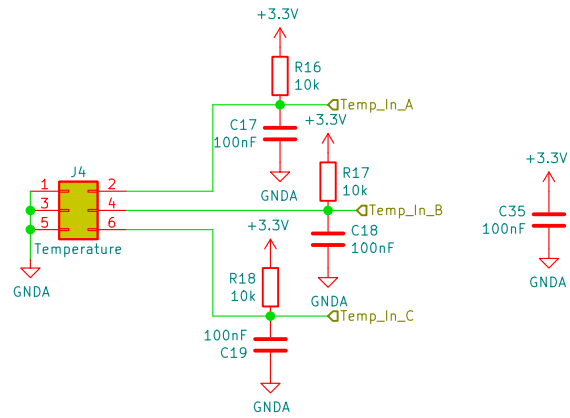 +3.3V
R16
10k
Temp_In_A
C17
100nF
GNDA
+3.3V
R17
10k
Temp_In_B
C18
100nF
GNDA
J4
1
2
3
4
5
6
Temperature
GNDA
+3.3V
R18
10k
Temp_In_C
100nF
C19
GNDA
+3.3V
C35
100nF
GNDA